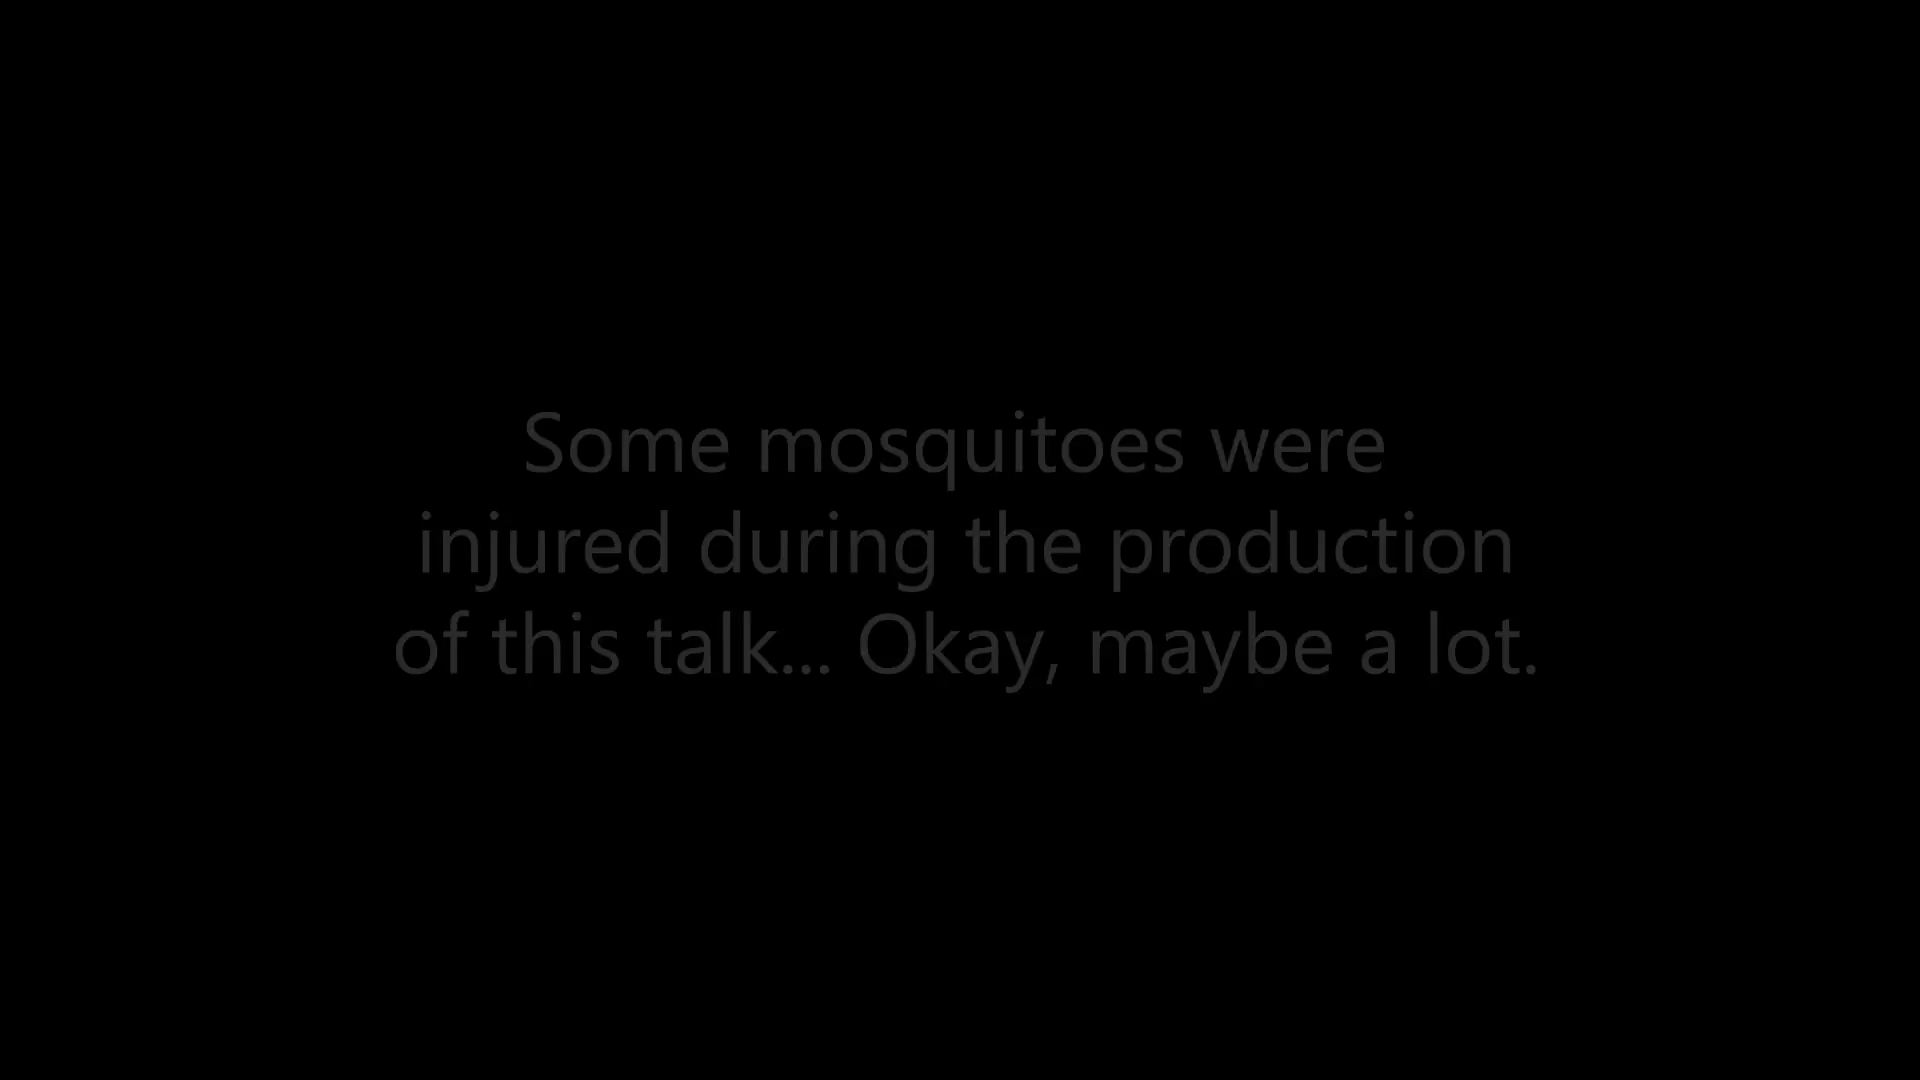 Some mosquitoes were
injured during the production
of this talk... Okay, maybe a lot.